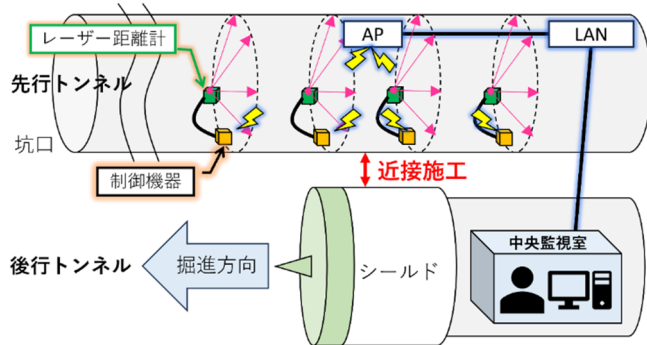 レーザー距離計
AP
LAN
先行トンネル
坑口
制御機器
近接施工
中央監視室
後行トンネル
掘進方向
シールド